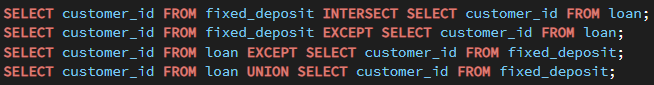 SELECT customer_id FROM fixed_deposit INTERSECT SELECT customer_id FROM loan;
SELECT customer_id FROM fixed_deposit EXCEPT SELECT customer_id FROM loan;
SELECT customer_id FROM loan EXCEPT SELECT customer_id FROM fixed_deposit;
SELECT customer_id FROM loan UNION SELECT customer_id FROM fixed_deposit;